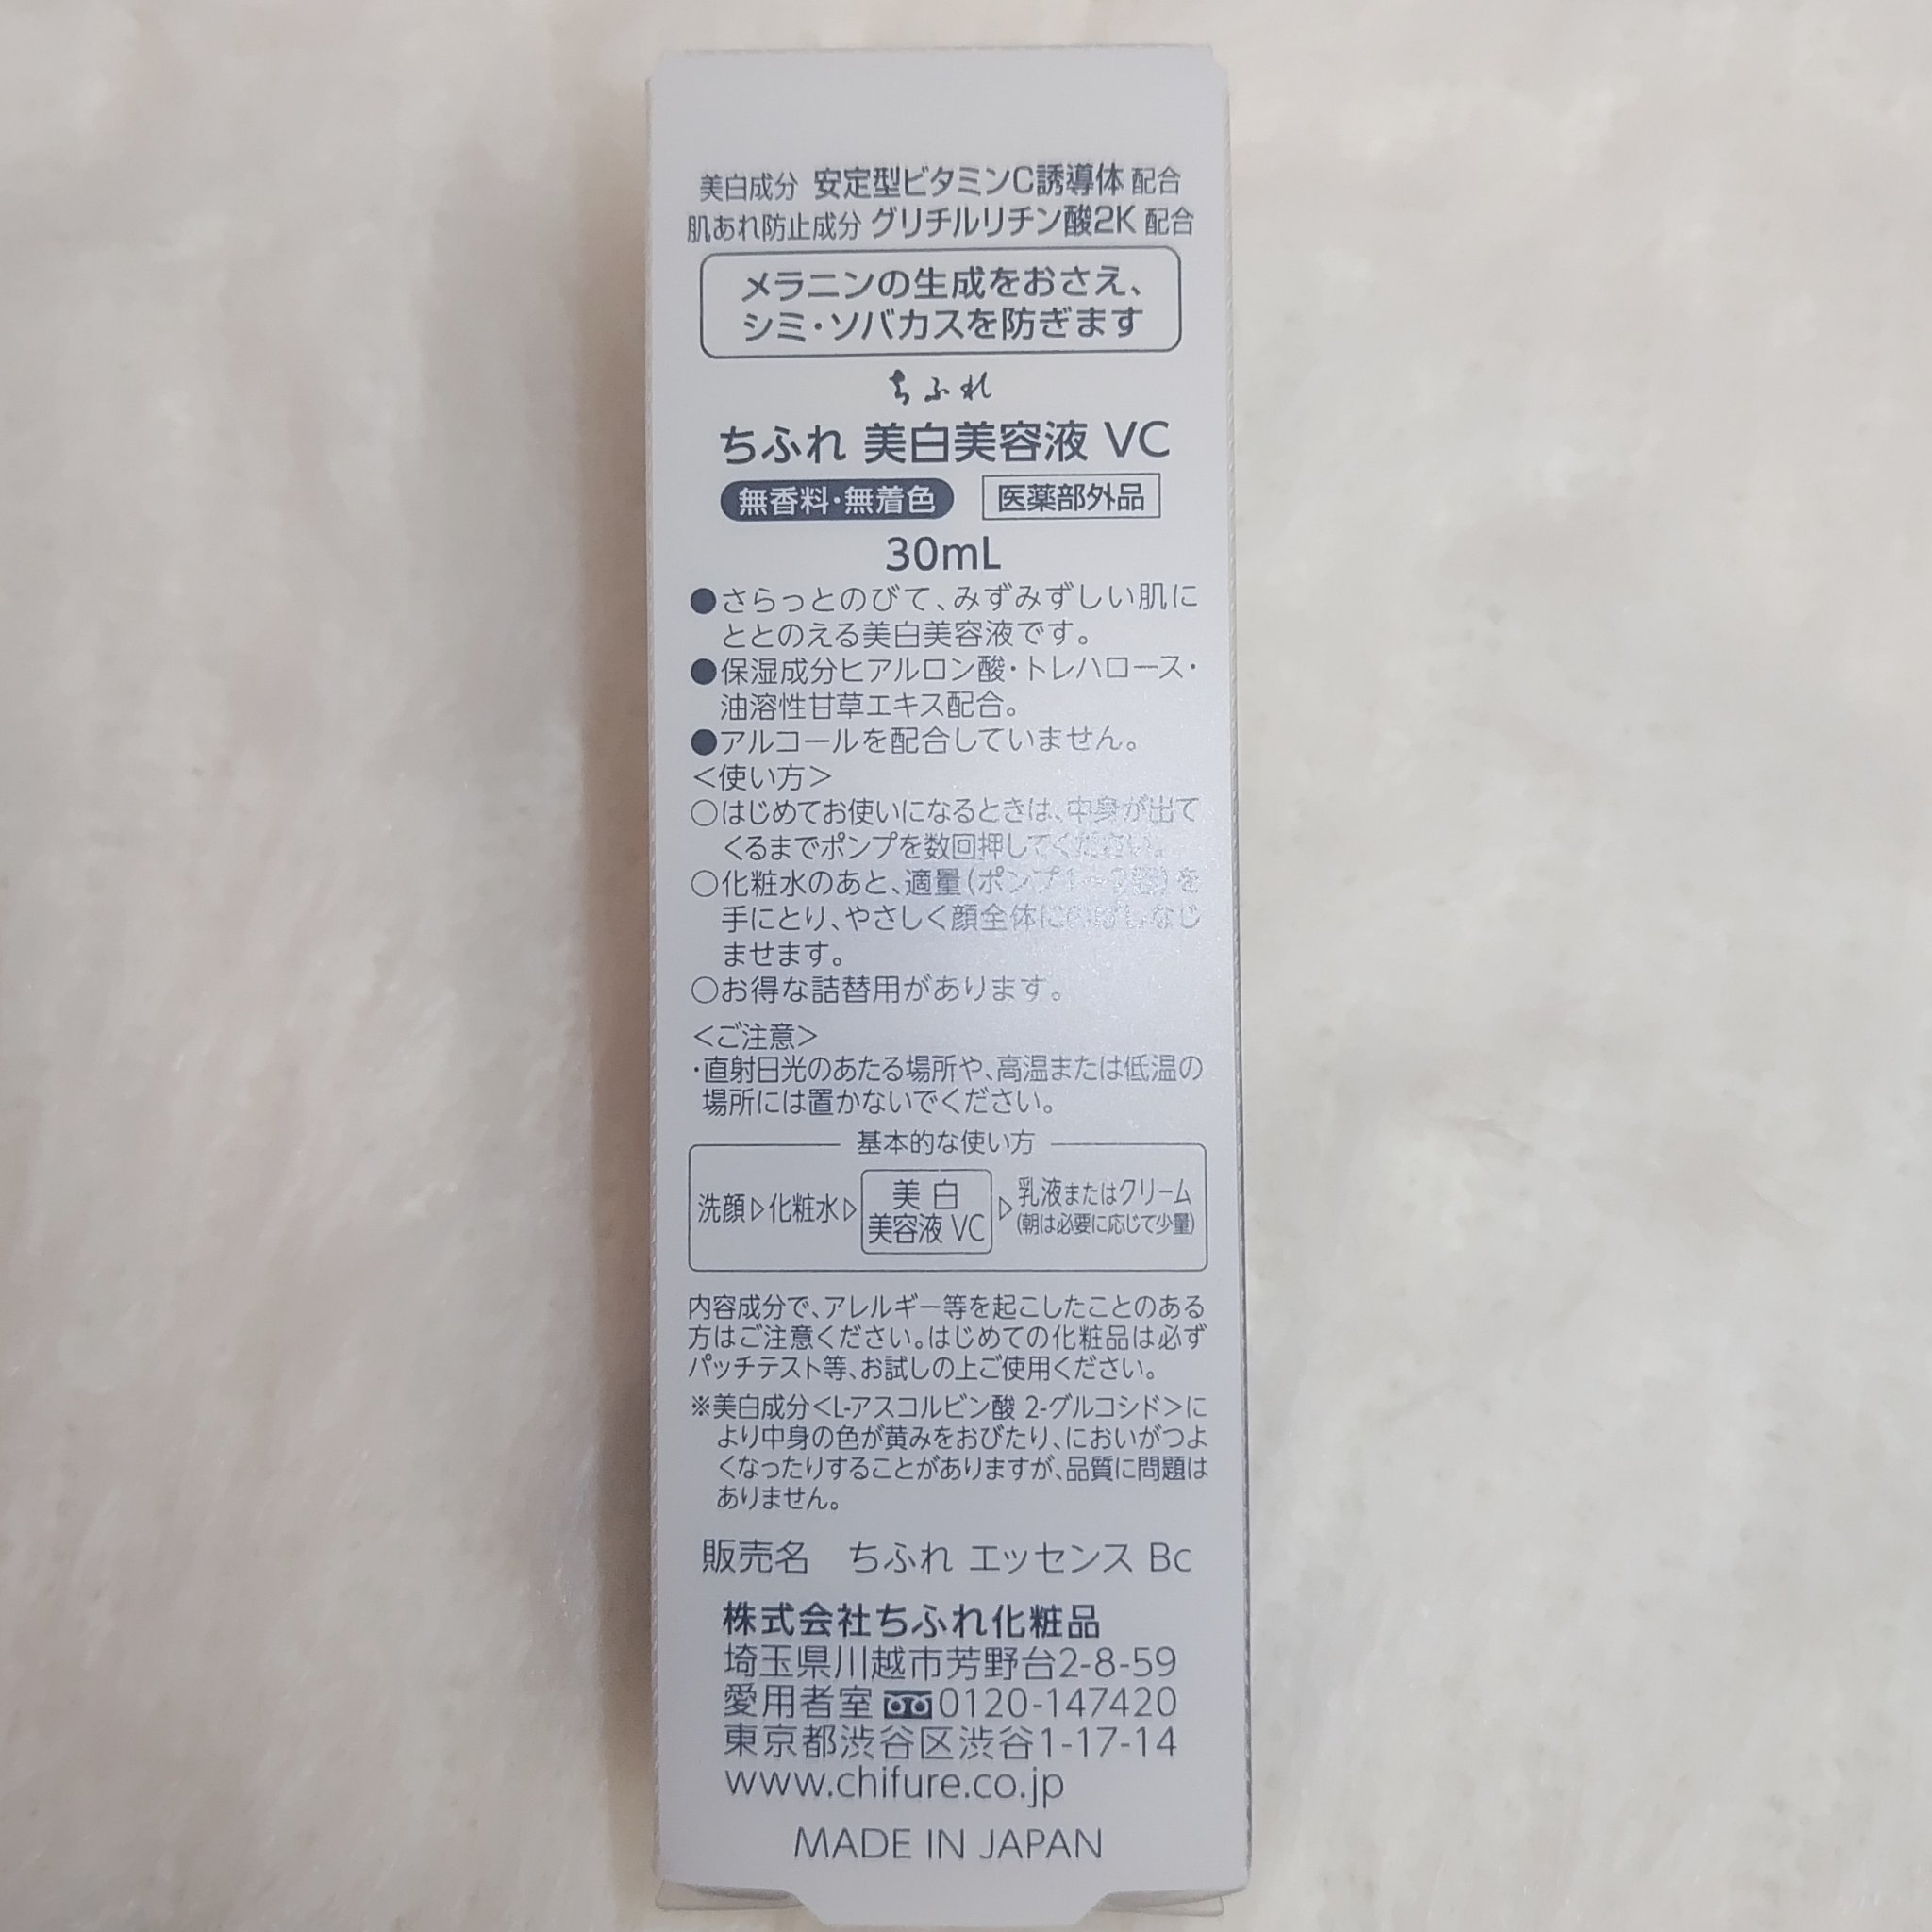 美白成分 安定型ビタミンC誘導体 配合
肌あれ防止成分 グリチルリチン酸2K 配合
メラニンの生成をおさえ、
シミ・ソバカスを防ぎます
ちふれ
ちふれ 美白美容液 VC
無香料・無着色 医薬部外品
30mL
●さらっとのびて、みずみずしい肌に
ととのえる美白美容液です。
●保湿成分ヒアルロン酸・トレハロース・
油溶性甘草エキス配合。
●アルコールを配合していません。
＜使い方＞
○はじめてお使いになるときは、中身が出て
くるまでポンプを数回押してください。
○化粧水のあと、適量(ポンプ1~2回)を
手にとり、やさしく顔全体にのばしなじ
ませます。
○お得な詰替用があります。
＜ご注意＞
・直射日光のあたる場所や、高温または低温の
場所には置かないでください。
基本的な使い方
洗顔▷化粧水▷美白美容液 VC▷乳液またはクリーム
(朝は必要に応じて少量)
内容成分で、アレルギー等を起こしたことのある
方はご注意ください。はじめての化粧品は必ず
パッチテスト等、お試しの上ご使用ください。
※美白成分＜L-アスコルビン酸 2-グルコシド＞に
より中身の色が黄みをおびたり、においがつよ
くなったりすることがありますが、品質に問題は
ありません。
販売名 ちふれ エッセンス Bc
株式会社ちふれ化粧品
埼玉県川越市芳野台2-8-59
愛用者室 0120-147420
東京都渋谷区渋谷1-17-14
www.chifure.co.jp
MADE IN JAPAN